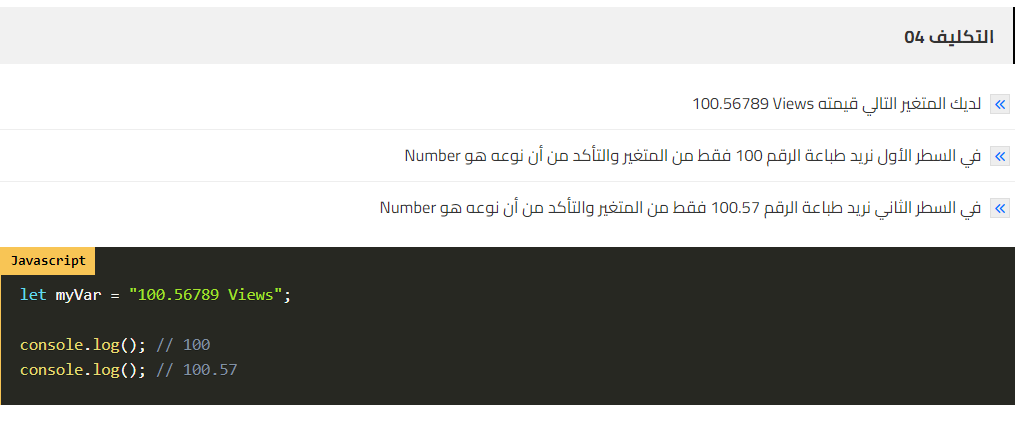 التكليف 04
لديك المتغير التالي قيمته 100.56789 Views
في السطر الأول نريد طباعة الرقم 100 فقط من المتغير والتأكد من أن نوعه هو Number
في السطر الثاني نريد طباعة الرقم 100.57 فقط من المتغير والتأكد من أن نوعه هو Number
Javascript
let myVar = "100.56789 Views";
console.log(); // 100
console.log(); // 100.57